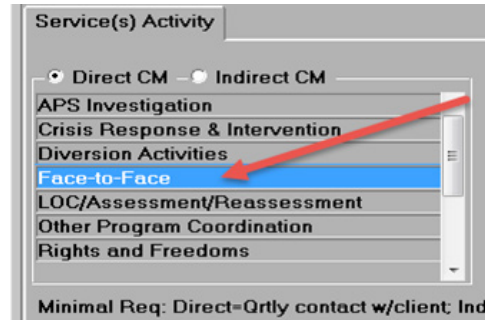 Service(s) Activity
Direct CM Indirect CM
APS Investigation
Crisis Response & Intervention
Diversion Activities
Face-to-Face
LOC/Assessment/Reassessment
Other Program Coordination
Rights and Freedoms
Minimal Req: Direct=Qrtly contact w/client; Ind